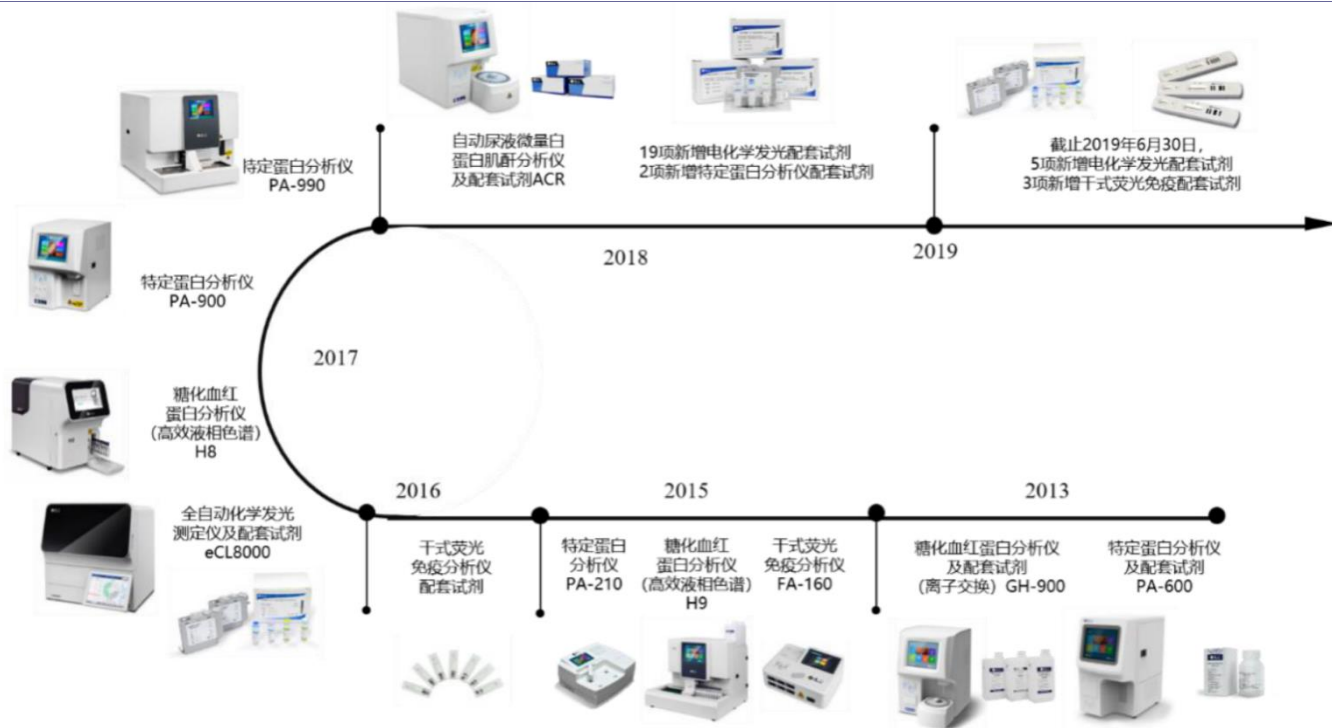 自动尿液微量白
蛋白肌酐分析仪
及配套试剂ACR
19项新增电化学发光配套试剂
2项新增特定蛋白分析仪配套试剂
截止2019年6月30日,
5项新增电化学发光配套试剂
3项新增干式荧光免疫配套试剂
特定蛋白分析仪
PA-990
2018
2019
特定蛋白分析仪
PA-900
2017
糖化血红
蛋白分析仪
(高效液相色谱)
H8
全自动化学发光
测定仪及配套试剂
eCL8000
2016
2015
2013
干式荧光
免疫分析仪
配套试剂
特定蛋白
分析仪
PA-210
糖化血红
蛋白分析仪
(高效液相色谱)
H9
干式荧光
免疫分析仪
FA-160
糖化血红蛋白分析仪
及配套试剂
(离子交换) GH-900
特定蛋白分析仪
及配套试剂
PA-600